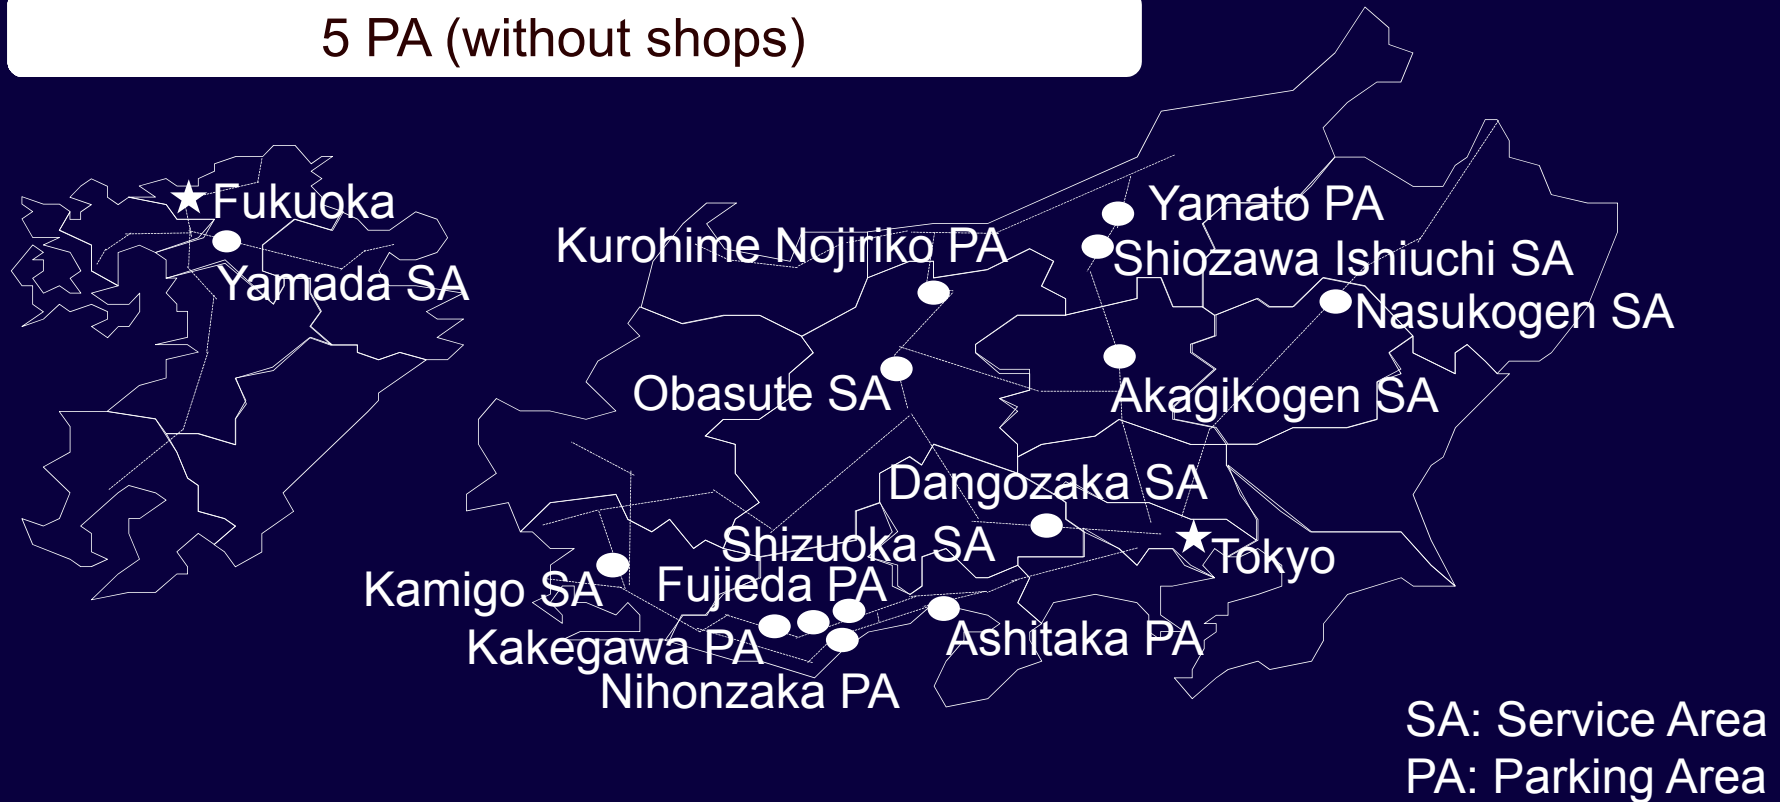 5 PA (without shops)
Fukuoka
Yamada SA
Yamato PA
Kurohime Nojiriko PA
Shiozawa Ishiuchi SA
Nasukogen SA
Obasute SA
Akagikogen SA
Dangozaka SA
Shizuoka SA
Tokyo
Fujieda PA
Kamigo SA
Kakegawa PA
Ashitaka PA
Nihonzaka PA
SA: Service Area
PA: Parking Area